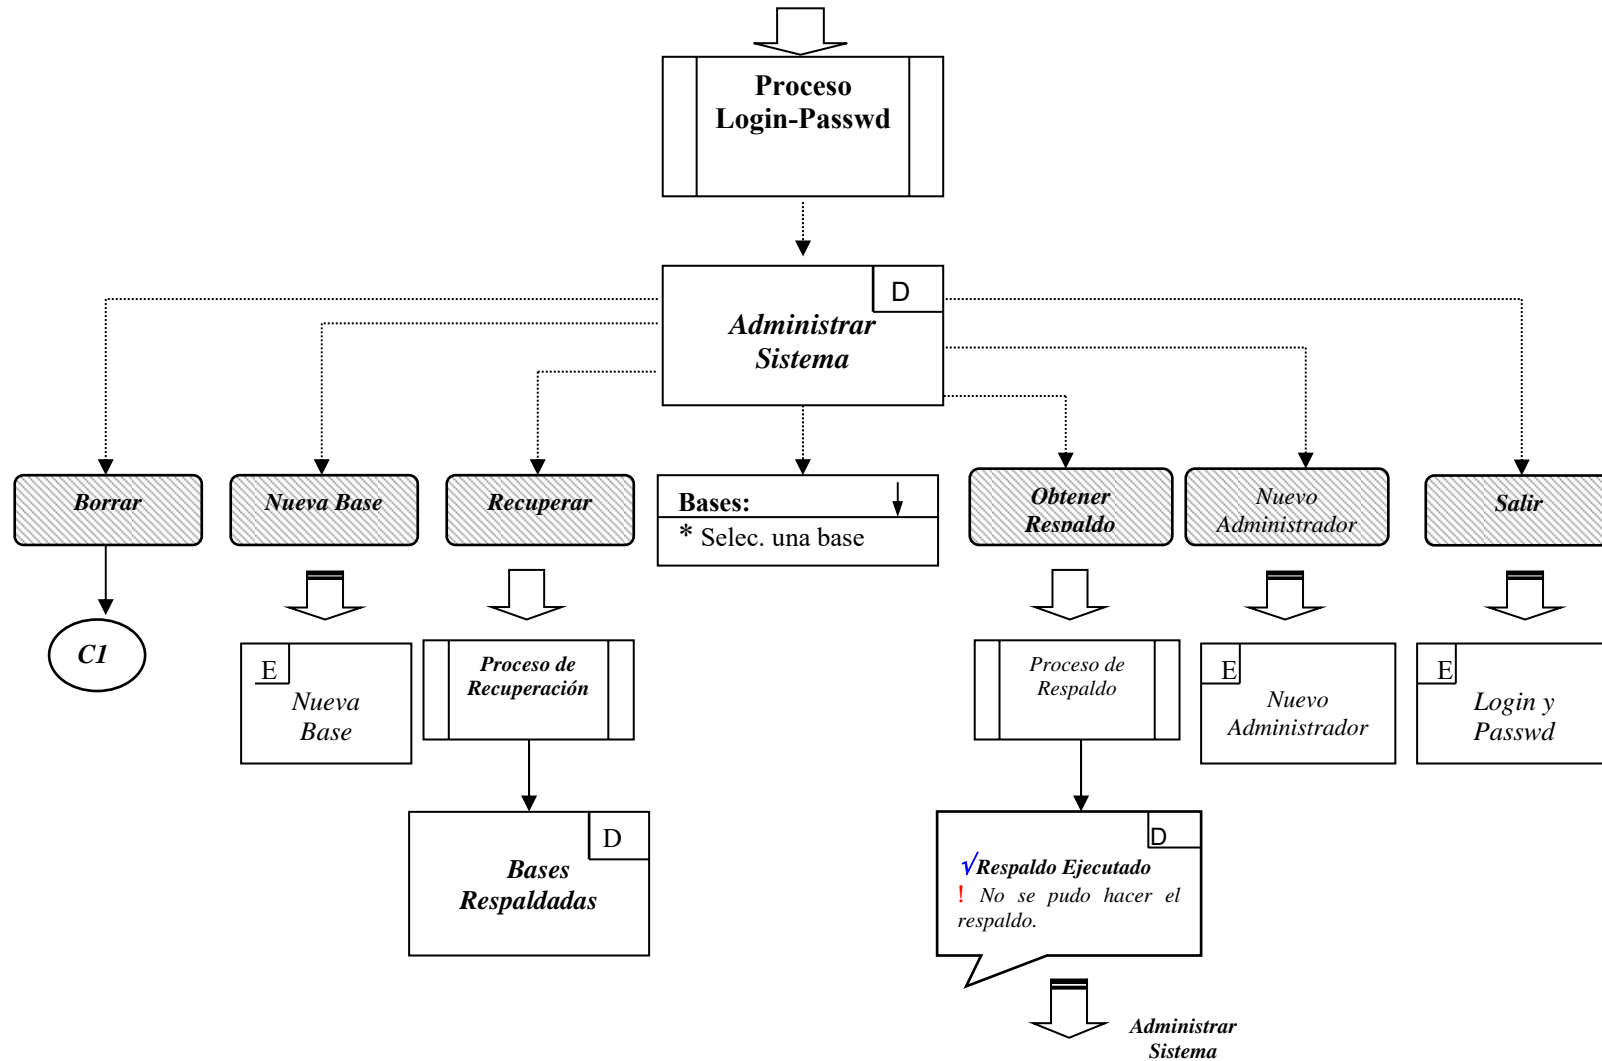 Proceso
Login-Passwd
D
Administrar
Sistema
Borrar
Nueva Base
Recuperar
Bases:
* Selec. una base
Obtener
Respaldo
Nuevo
Administrador
Salir
C1
E
Nueva
Base
Proceso de
Recuperación
Proceso de
Respaldo
E
Nuevo
Administrador
E
Login y
Passwd
D
Bases
Respaldadas
D
√Respaldo Ejecutado
! No se pudo hacer el
respaldo.
Administrar
Sistema